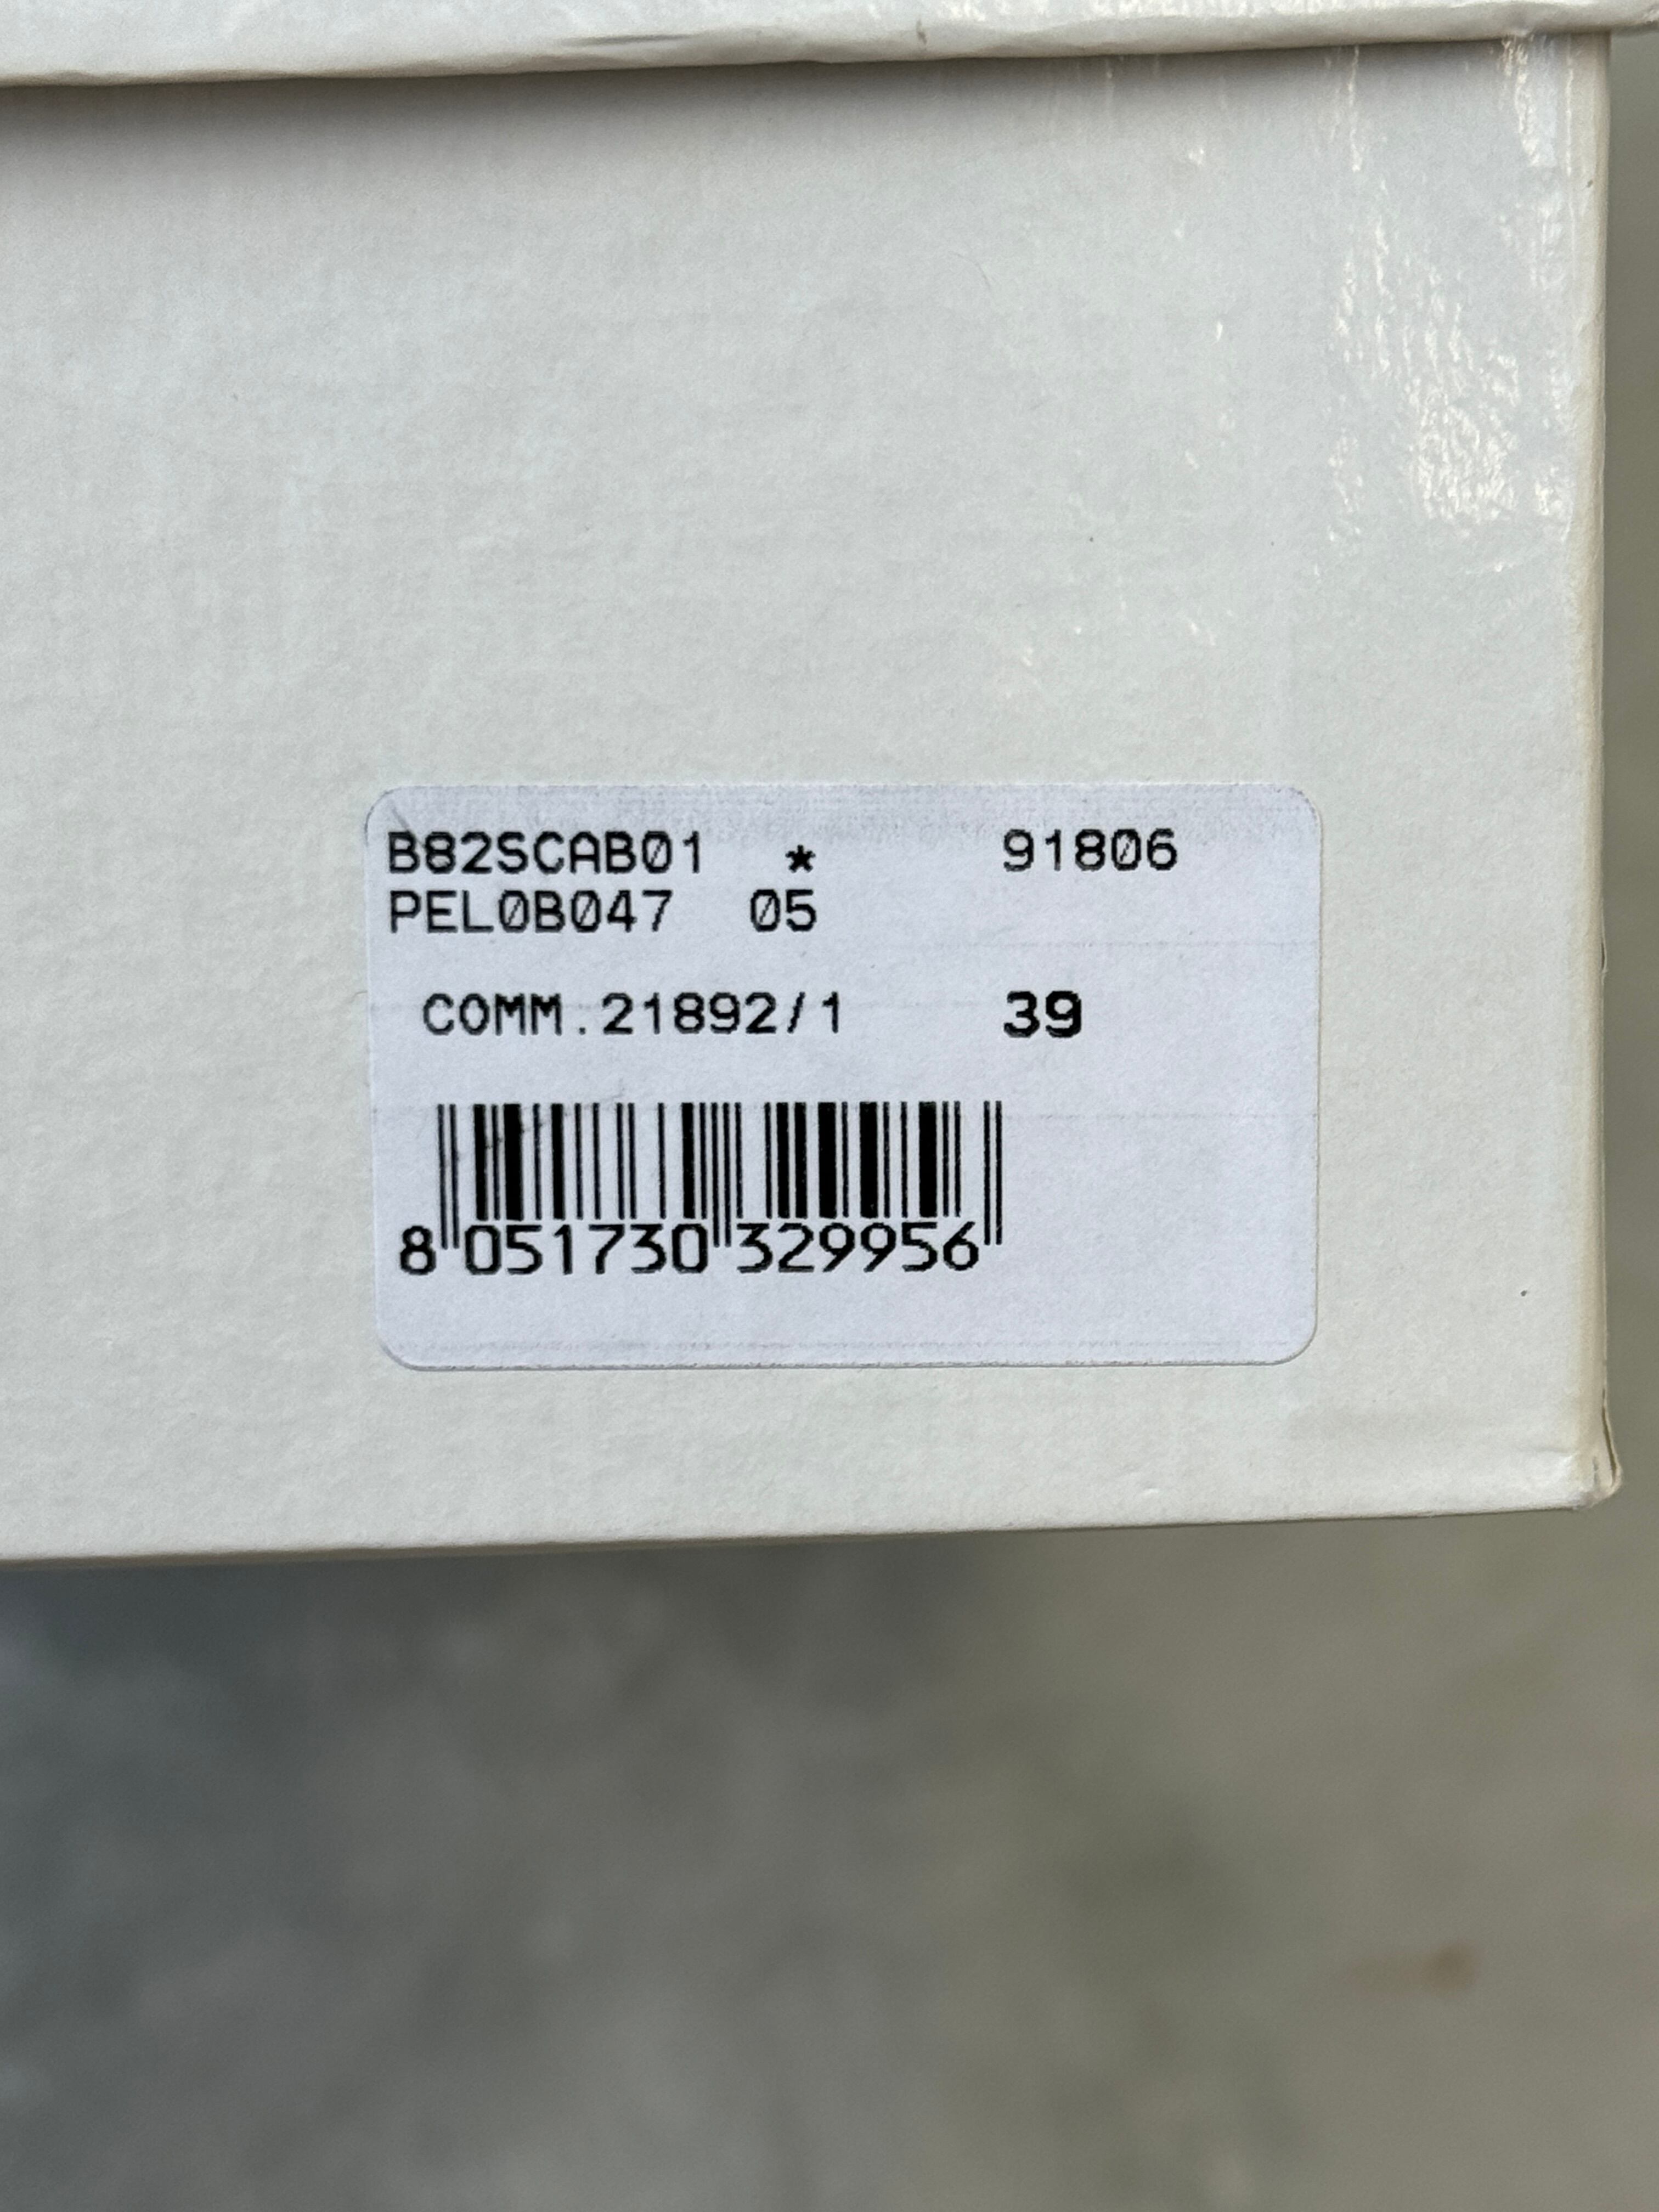 B82SCAB01 * 91806
PEL0B047 05
COMM.21892/1 39
8 051730 329956